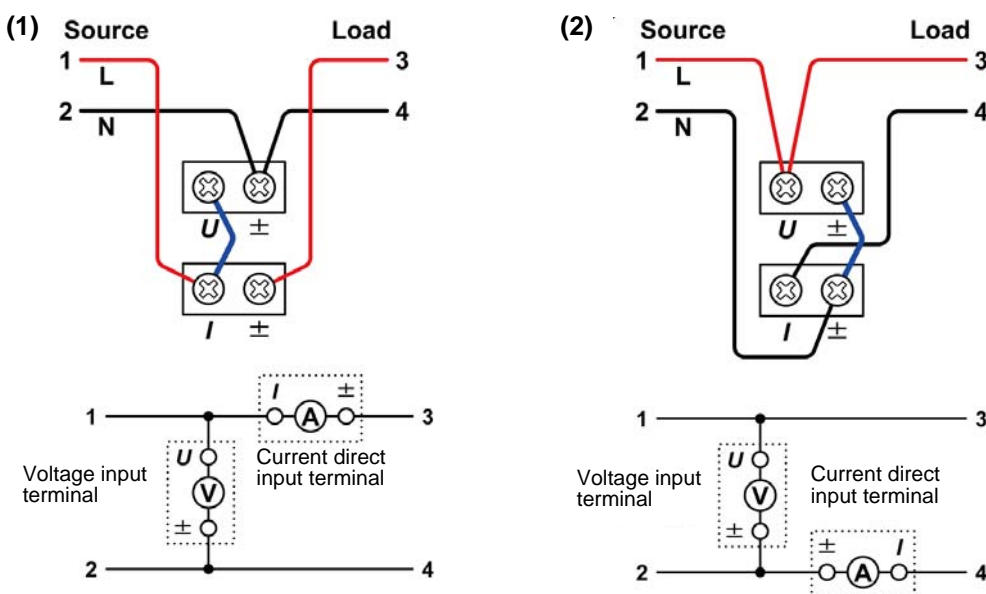 (1)
Source
Load
1
3
L
2
4
N
U ±
I ±
I ±
1
3
A
Voltage input
terminal
U
Current direct
input terminal
V
±
2
4
(2)
Source
Load
1
3
L
2
4
N
U ±
I ±
1
3
Voltage input
terminal
U
V
±
Current direct
input terminal
± I
A
2
4